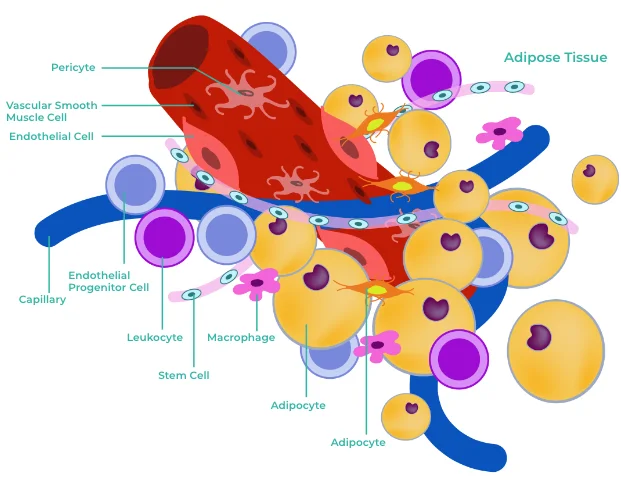 Adipose Tissue
Pericyte
Vascular Smooth
Muscle Cell
Endothelial Cell
Endothelial
Progenitor Cell
Capillary
Leukocyte
Macrophage
Stem Cell
Adipocyte
Adipocyte